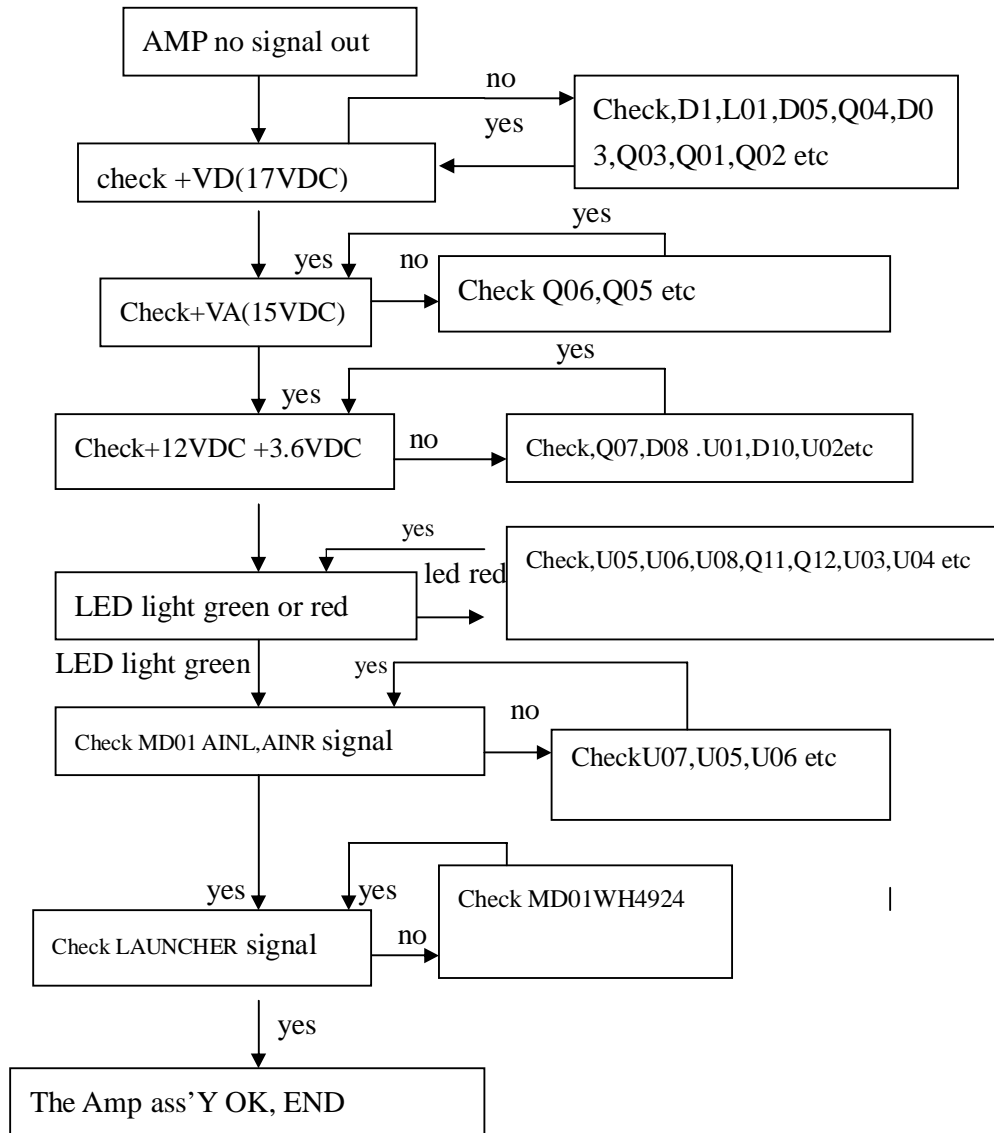 AMP no signal out
no
Check,D1,L01,D05,Q04,D0
3,Q03,Q01,Q02 etc
yes
check +VD(17VDC)
yes
yes
no
Check Q06,Q05 etc
Check+VA(15VDC)
yes
yes
Check+12VDC +3.6VDC
no
Check,Q07,D08 .U01,D10,U02etc
yes
Check,U05,U06,U08,Q11,Q12,U03,U04 etc
led red
LED light green or red
LED light green
yes
no
Check MD01 AINL,AINR signal
CheckU07,U05,U06 etc
yes
yes
Check MD01WH4924
Check LAUNCHER signal
no
yes
The Amp ass’Y OK, END